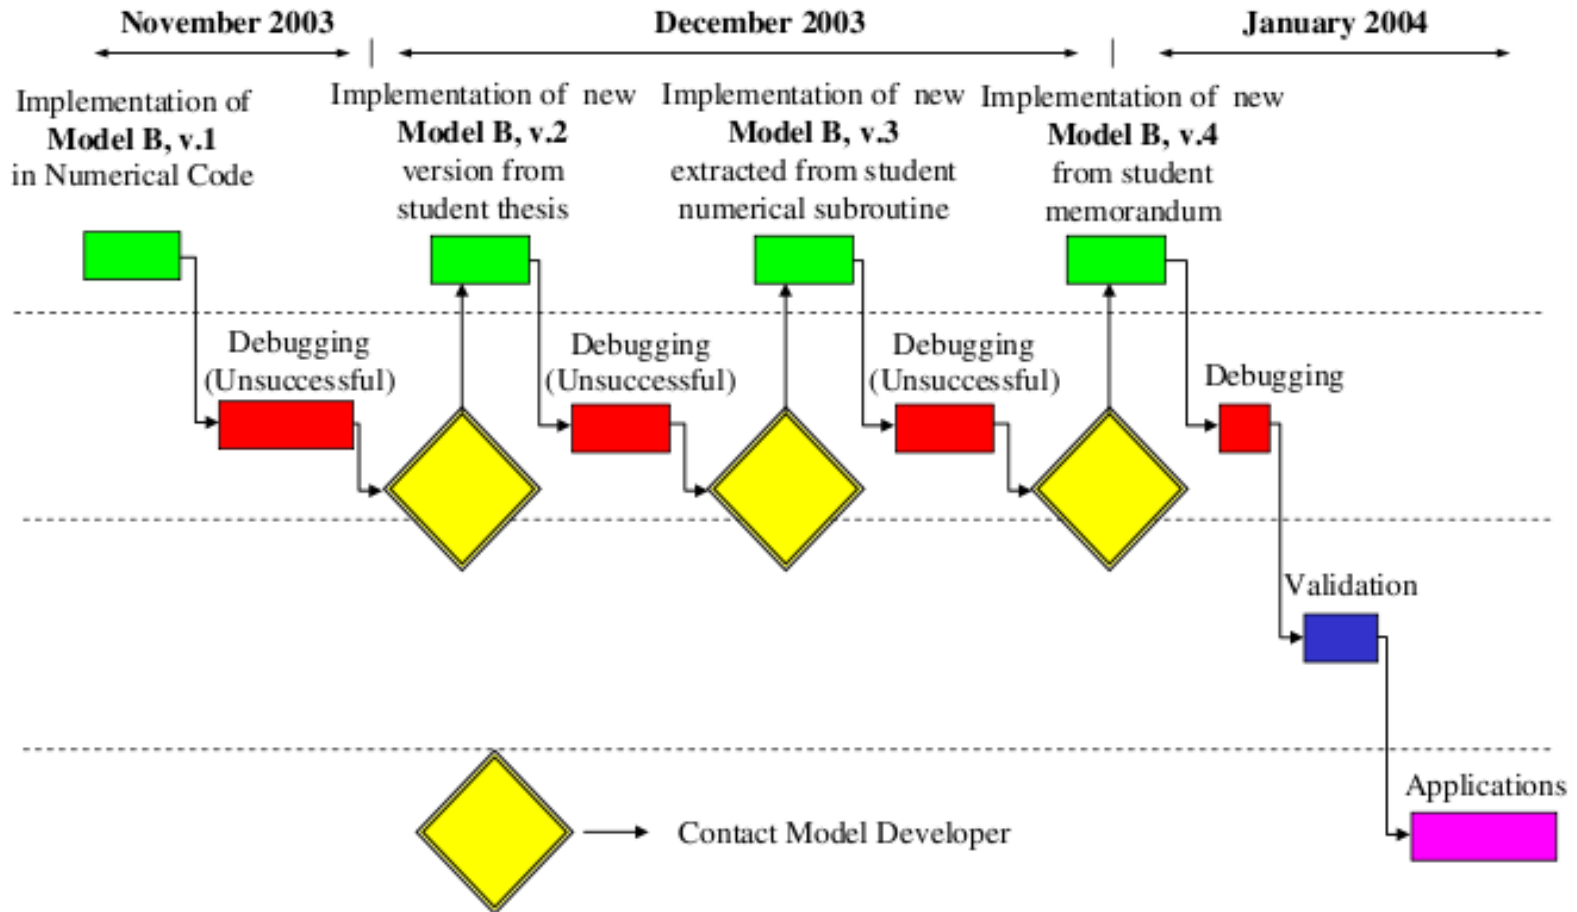 November 2003
December 2003
January 2004
Implementation of
Model B, v.1
in Numerical Code
Implementation of new
Model B, v.2
version from
student thesis
Implementation of new
Model B, v.3
extracted from student
numerical subroutine
Implementation of new
Model B, v.4
from student
memorandum
Debugging
(Unsuccessful)
Debugging
(Unsuccessful)
Debugging
(Unsuccessful)
Debugging
Validation
Applications
Contact Model Developer